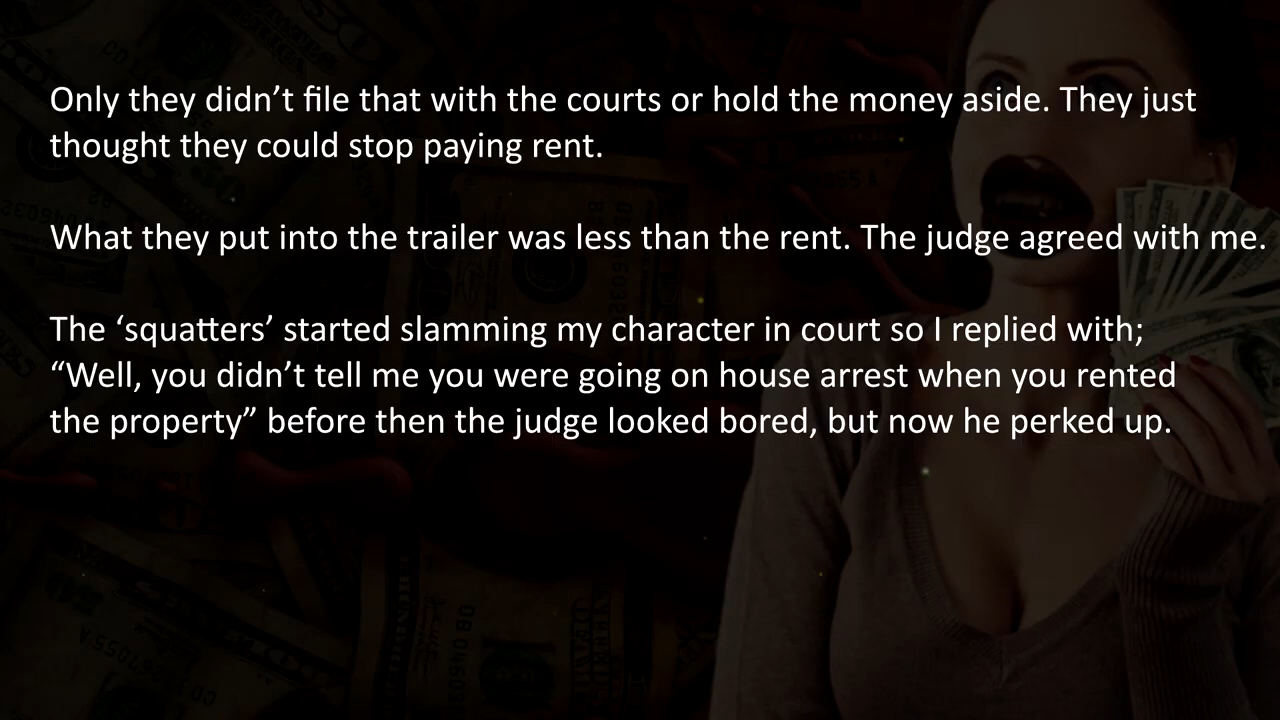 Only they didn’t file that with the courts or hold the money aside. They just
thought they could stop paying rent.
What they put into the trailer was less than the rent. The judge agreed with me.
The ‘squatters’ started slamming my character in court so I replied with;
“Well, you didn’t tell me you were going on house arrest when you rented
the property” before then the judge looked bored, but now he perked up.